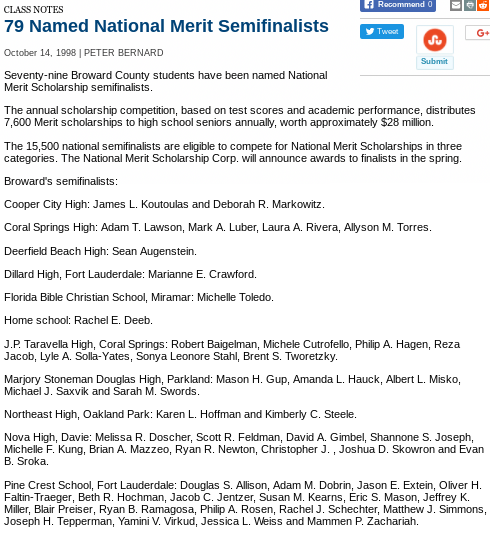 CLASS NOTES
79 Named National Merit Semifinalists
October 14, 1998 | PETER BERNARD
Recommend 0
Tweet
Submit
G+
Seventy-nine Broward County students have been named National
Merit Scholarship semifinalists.
The annual scholarship competition, based on test scores and academic performance, distributes
7,600 Merit scholarships to high school seniors annually, worth approximately $28 million.
The 15,500 national semifinalists are eligible to compete for National Merit Scholarships in three
categories. The National Merit Scholarship Corp. will announce awards to finalists in the spring.
Broward's semifinalists:
Cooper City High: James L. Koutoulas and Deborah R. Markowitz.
Coral Springs High: Adam T. Lawson, Mark A. Luber, Laura A. Rivera, Allyson M. Torres.
Deerfield Beach High: Sean Augenstein.
Dillard High, Fort Lauderdale: Marianne E. Crawford.
Florida Bible Christian School, Miramar: Michelle Toledo.
Home school: Rachel E. Deeb.
J.P. Taravella High, Coral Springs: Robert Baigelman, Michele Cutrofello, Philip A. Hagen, Reza
Jacob, Lyle A. Solla-Yates, Sonya Leonore Stahl, Brent S. Tworetzky.
Marjory Stoneman Douglas High, Parkland: Mason H. Gup, Amanda L. Hauck, Albert L. Misko,
Michael J. Saxvik and Sarah M. Swords.
Northeast High, Oakland Park: Karen L. Hoffman and Kimberly C. Steele.
Nova High, Davie: Melissa R. Doscher, Scott R. Feldman, David A. Gimbel, Shannone S. Joseph,
Michelle F. Kung, Brian A. Mazzeo, Ryan R. Newton, Christopher J. , Joshua D. Skowron and Evan
B. Sroka.
Pine Crest School, Fort Lauderdale: Douglas S. Allison, Adam M. Dobrin, Jason E. Extein, Oliver H.
Faltin-Traeger, Beth R. Hochman, Jacob C. Jentzer, Susan M. Kearns, Eric S. Mason, Jeffrey K.
Miller, Blair Preiser, Ryan B. Ramagosa, Philip A. Rosen, Rachel J. Schechter, Matthew J. Simmons,
Joseph H. Tepperman, Yamini V. Virkud, Jessica L. Weiss and Mammen P. Zachariah.